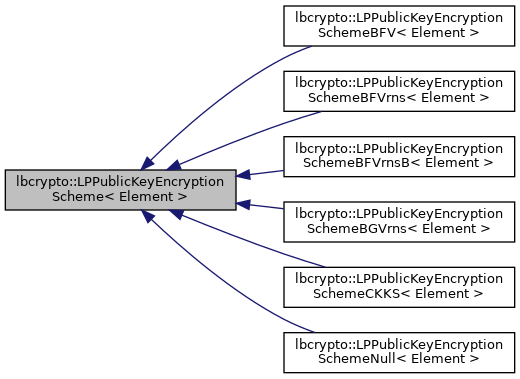 lbcrypto::LPPublicKeyEncryption
SchemeBFV< Element >
lbcrypto::LPPublicKeyEncryption
SchemeBFVrns< Element >
lbcrypto::LPPublicKeyEncryption
SchemeBFVrnsB< Element >
lbcrypto::LPPublicKeyEncryption
Scheme< Element >
lbcrypto::LPPublicKeyEncryption
SchemeBGVrns< Element >
lbcrypto::LPPublicKeyEncryption
SchemeCKKS< Element >
lbcrypto::LPPublicKeyEncryption
SchemeNull< Element >